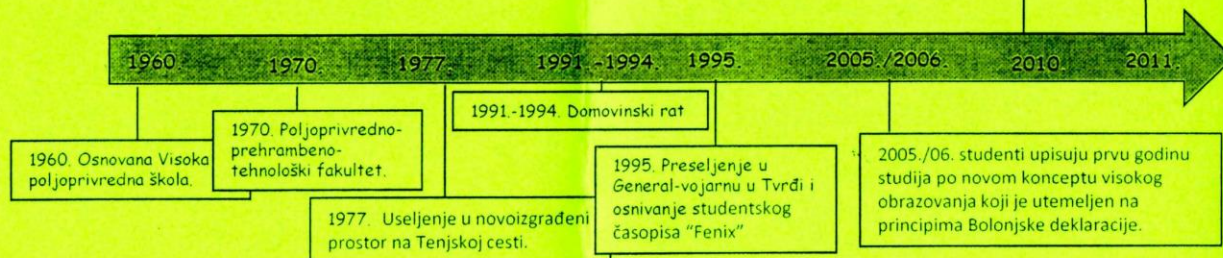 1960
1970.
1977.
1991.-1994.
1995.
2005./2006.
2010.
2011.
1960. Osnovana Visoka
poljoprivredna škola.
1970. Poljoprivredno-
prehrambeno-
tehnološki fakultet.
1977. Useljenje u novoizgrađeni
prostor na Tenjskoj cesti.
1991.-1994. Domovinski rat
1995. Preseljenje u
General-vojarnu u Tvrđi i
osnivanje studentskog
časopisa "Fenix"
2005./06. studenti upisuju prvu godinu
studija po novom konceptu visokog
obrazovanja koji je utemeljen na
principima Bolonjske deklaracije.